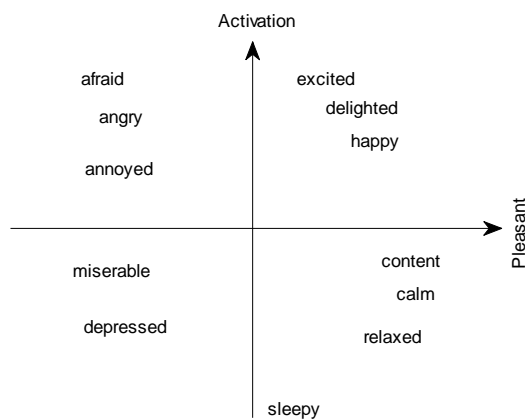 Activation
afraid
excited
delighted
angry
happy
annoyed
Pleasant
content
miserable
calm
depressed
relaxed
sleepy